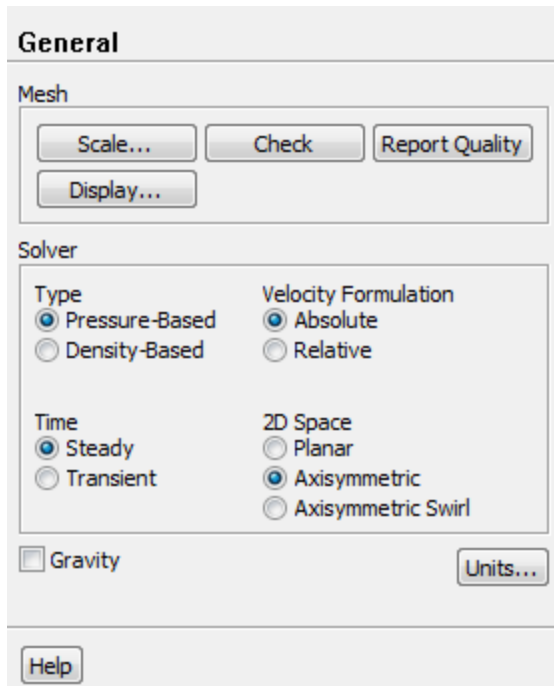 General
Mesh
Scale... Check Report Quality
Display...
Solver
Type Velocity Formulation
Pressure-Based Absolute
Density-Based Relative
Time 2D Space
Steady Planar
Transient Axisymmetric
Axisymmetric Swirl
Gravity Units...
Help